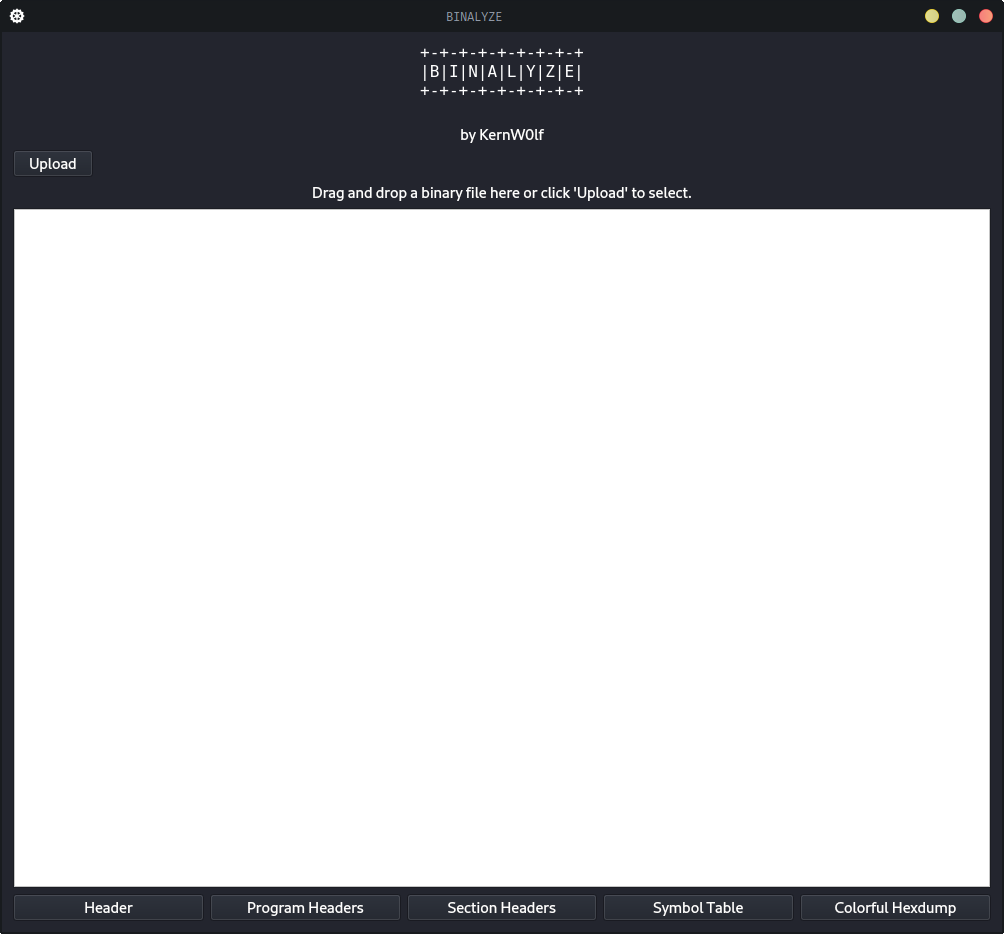 BINALYZE
+-+-+-+-+-+-+-+-+
|B|I|N|A|L|Y|Z|E|
+-+-+-+-+-+-+-+-+
by KernW0lf
Upload
Drag and drop a binary file here or click 'Upload' to select.
Header Program Headers Section Headers Symbol Table Colorful Hexdump